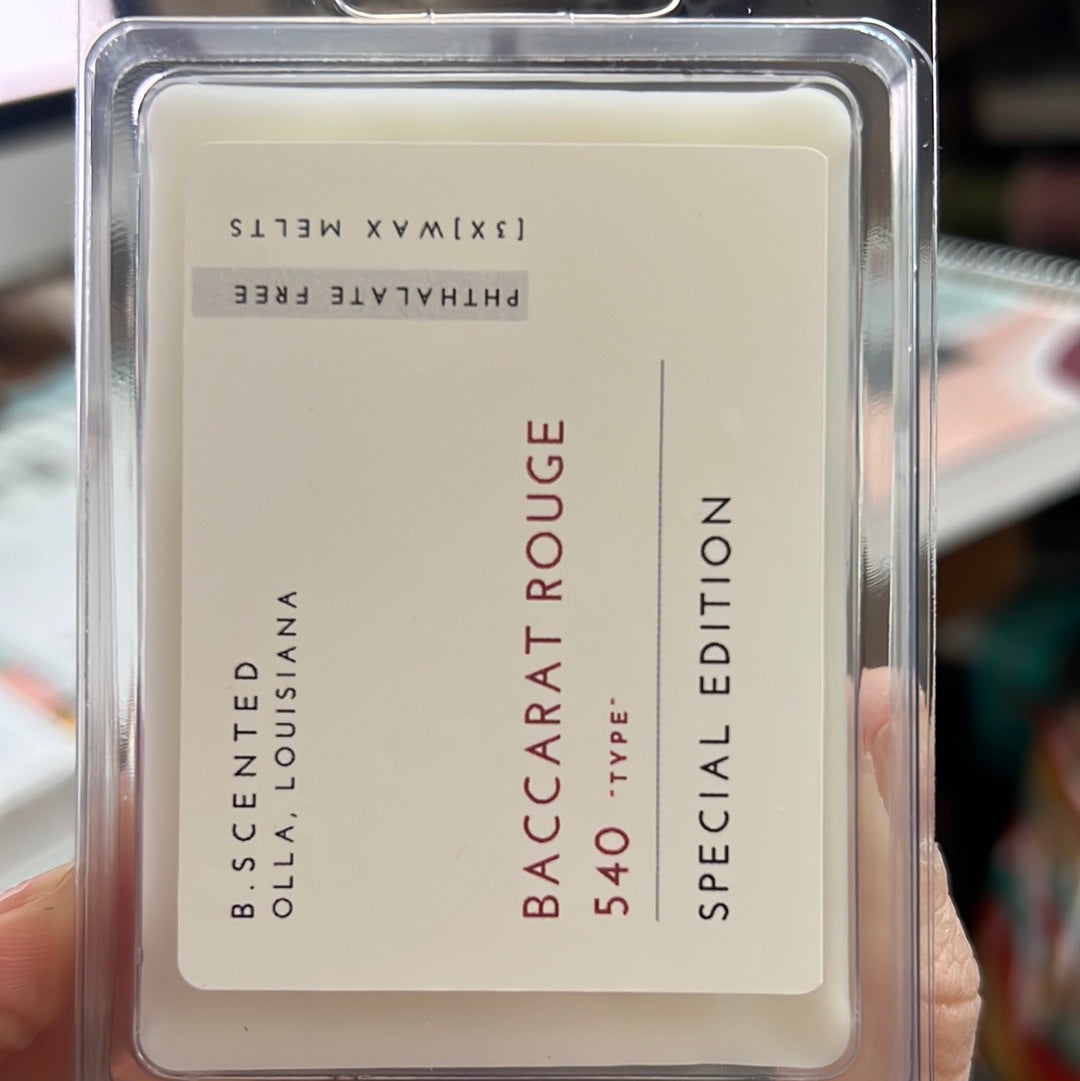 B.SCENTED
OLLA, LOUISIANA
[3X]WAX MELTS
PHTHALATE FREE
BACCARAT ROUGE
540 "TYPE"
SPECIAL EDITION